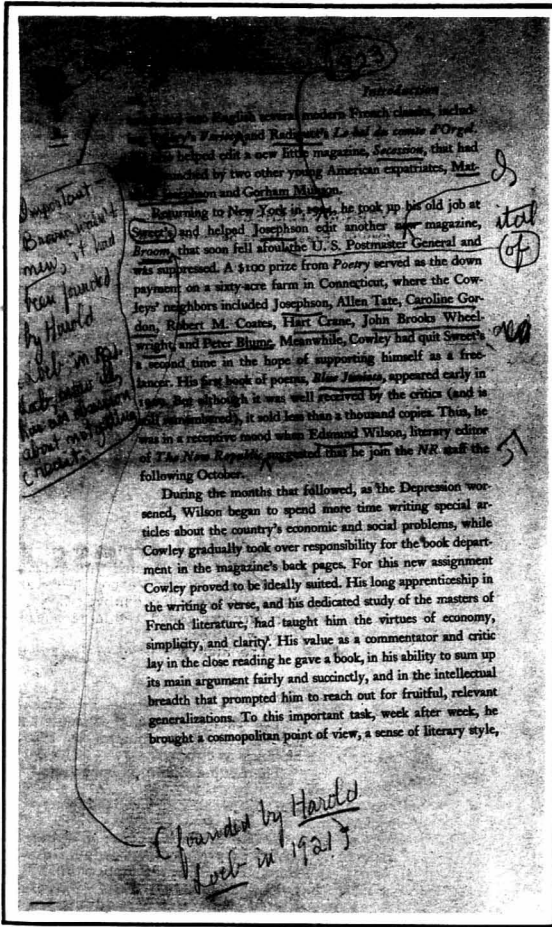 1923
Introduction
into English several modern French classics, includ-
and Radiguet's Le bal du comte d'Orgel.
helped edit a new little magazine, Secession, that had
by two other young American expatriates, Mat-
and Gorham Munson.
Returning to New York in, he took up his old job at
Sweet's and helped Josephson edit another magazine,
Broom, that soon fell afoul the U. S. Postmaster General and
was suppressed. A $100 prize from Poetry served as the down
payment on a sixty-acre farm in Connecticut, where the Cow-
leys' neighbors included Josephson, Allen Tate, Caroline Gor-
don, Robert M. Coates, Hart Crane, John Brooks Wheel-
wright, and Peter Blume. Meanwhile, Cowley had quit Sweet's
a second time in the hope of supporting himself as a free-
lancer. His first book of poems, Blue Juniata, appeared early in
But although it was well received by the critics (and is
still remembered), it sold less than a thousand copies. Thus, he
was in a receptive mood when Edmund Wilson, literary editor
of The New Republic, suggested that he join the NR staff the
following October.
During the months that followed, as the Depression wor-
sened, Wilson began to spend more time writing special ar-
ticles about the country's economic and social problems, while
Cowley gradually took over responsibility for the book depart-
ment in the magazine's back pages. For this new assignment
Cowley proved to be ideally suited. His long apprenticeship in
the writing of verse, and his dedicated study of the masters of
French literature, had taught him the virtues of economy,
simplicity, and clarity. His value as a commentator and critic
lay in the close reading he gave a book, in his ability to sum up
its main argument fairly and succinctly, and in the intellectual
breadth that prompted him to reach out for fruitful, relevant
generalizations. To this important task, week after week, he
brought a cosmopolitan point of view, a sense of literary style,
Important—
Broom wasn't
new; it had
been founded
by Harold
Loeb in
about not getting
credit.
ital
of
(founded by Harold
Loeb in 1921)